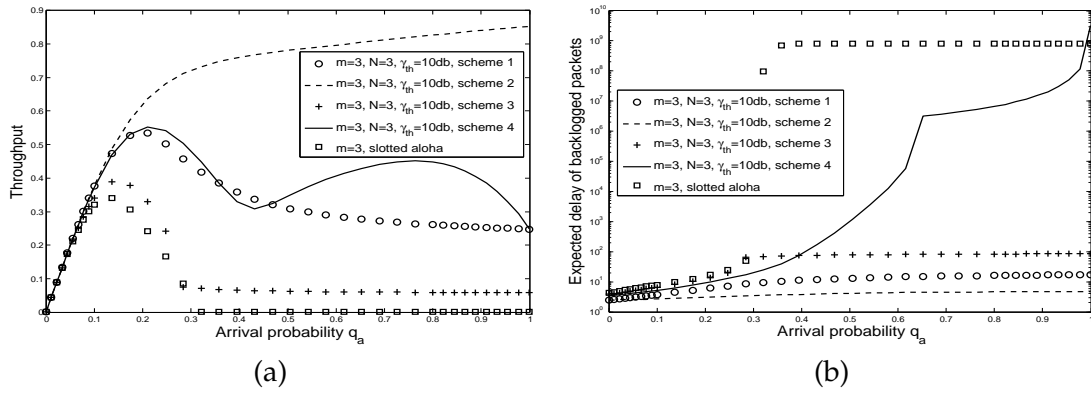 0.9
0.8
0.7
0.6
0.5
0.4
0.3
0.2
0.1
0
Throughput
m=3, N=3, γth=10db, scheme 1
m=3, N=3, γth=10db, scheme 2
m=3, N=3, γth=10db, scheme 3
m=3, N=3, γth=10db, scheme 4
m=3, slotted aloha
0 0.1 0.2 0.3 0.4 0.5 0.6 0.7 0.8 0.9 1
Arrival probability qa
(a)
10^10
10^9
10^8
10^7
10^6
10^5
10^4
10^3
10^2
10^1
10^0
Expected delay of backlogged packets
m=3, N=3, γth=10db, scheme 1
m=3, N=3, γth=10db, scheme 2
m=3, N=3, γth=10db, scheme 3
m=3, N=3, γth=10db, scheme 4
m=3, slotted aloha
0 0.1 0.2 0.3 0.4 0.5 0.6 0.7 0.8 0.9 1
Arrival probability qa
(b)